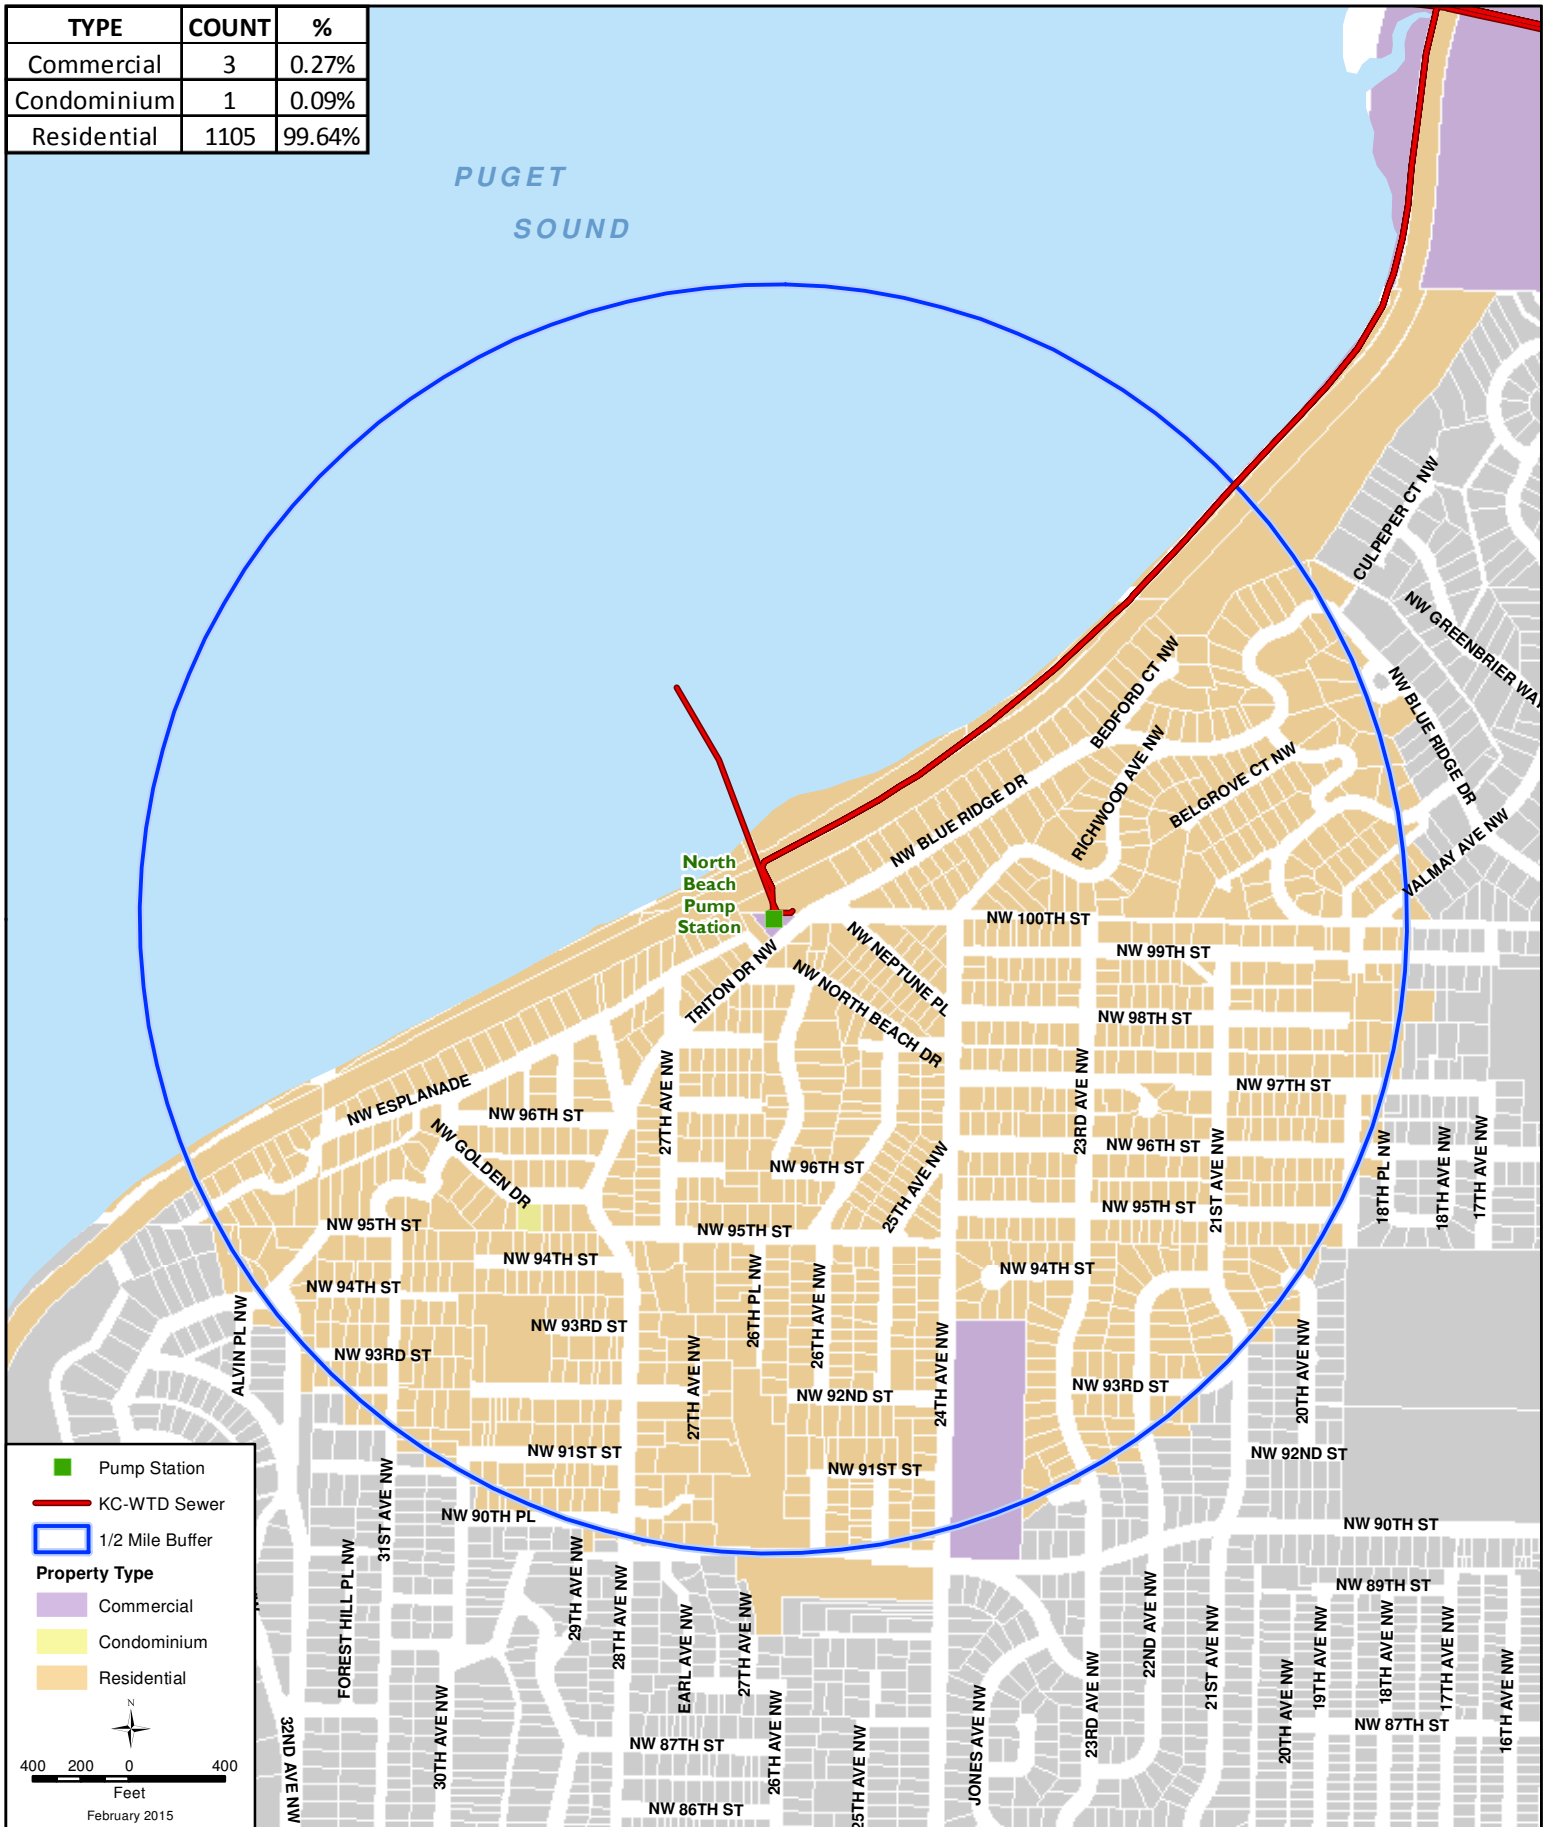 TYPE COUNT %
Commercial 3 0.27%
Condominium 1 0.09%
Residential 1105 99.64%
PUGET
SOUND
CULPEPER CT NW
NW GREENBRIER WA
NW BLUE RIDGE DR
BEDFORD CT NW
RICHWOOD AVE NW
BELGROVE CT NW
NW BLUE RIDGE DR
VALMAY AVE NW
North
Beach
Pump
Station
NW 100TH ST
NW 99TH ST
NW NEPTUNE PL
TRITON DR NW
NW NORTH BEACH DR
NW 98TH ST
NW 97TH ST
NW ESPLANADE
NW 96TH ST
27TH AVE NW
23RD AVE NW
NW GOLDEN DR
NW 96TH ST
NW 96TH ST
25TH AVE NW
21ST AVE NW
18TH PL NW
18TH AVE NW
17TH AVE NW
NW 95TH ST
NW 95TH ST
NW 95TH ST
NW 94TH ST
NW 94TH ST
NW 94TH ST
ALVIN PL NW
26TH PL NW
26TH AVE NW
NW 93RD ST
NW 93RD ST
27TH AVE NW
24TH AVE NW
NW 92ND ST
NW 93RD ST
20TH AVE NW
NW 91ST ST
NW 91ST ST
NW 92ND ST
31ST AVE NW
NW 90TH PL
NW 90TH ST
FOREST HILL PL NW
29TH AVE NW
28TH AVE NW
EARL AVE NW
27TH AVE NW
NW 89TH ST
22ND AVE NW
21ST AVE NW
19TH AVE NW
18TH AVE NW
17TH AVE NW
32ND AVE NW
30TH AVE NW
NW 87TH ST
26TH AVE NW
25TH AVE NW
JONES AVE NW
23RD AVE NW
20TH AVE NW
NW 87TH ST
16TH AVE NW
NW 86TH ST
Pump Station
KC-WTD Sewer
1/2 Mile Buffer
Property Type
Commercial
Condominium
Residential
N
400 200 0 400
Feet
February 2015